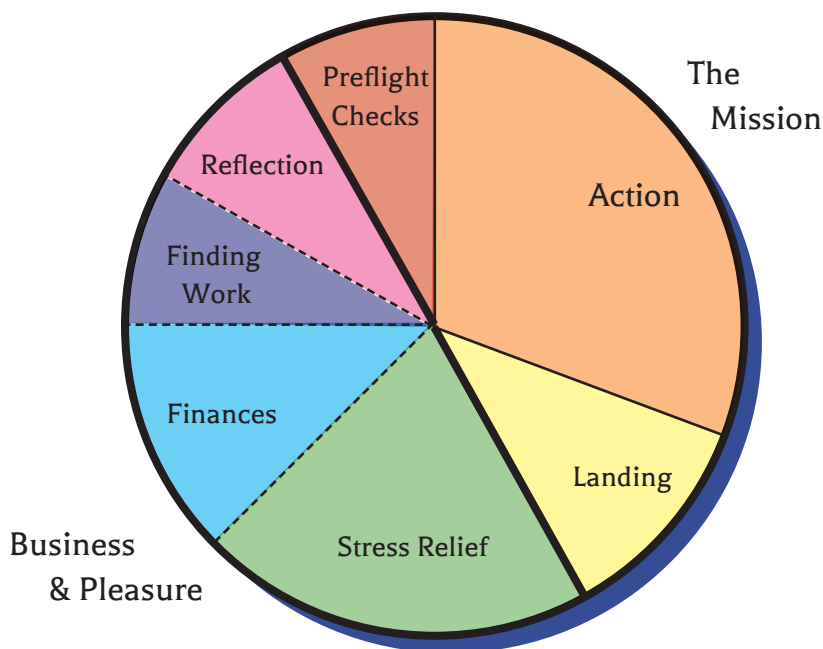 The
Mission
Preflight
Checks
Action
Reflection
Finding
Work
Finances
Landing
Stress Relief
Business
& Pleasure